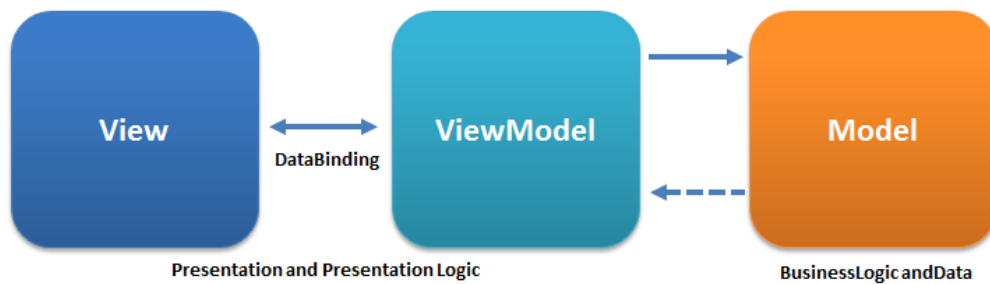 View
ViewModel
Model
DataBinding
Presentation and Presentation Logic
BusinessLogic andData